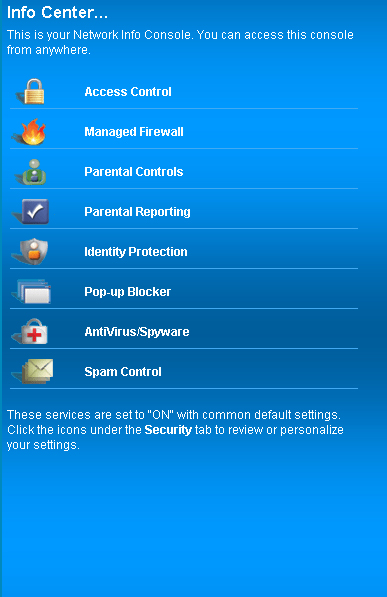 Info Center...
This is your Network Info Console. You can access this console
from anywhere.
Access Control
Managed Firewall
Parental Controls
Parental Reporting
Identity Protection
Pop-up Blocker
AntiVirus/Spyware
Spam Control
These services are set to "ON" with common default settings.
Click the icons under the Security tab to review or personalize
your settings.